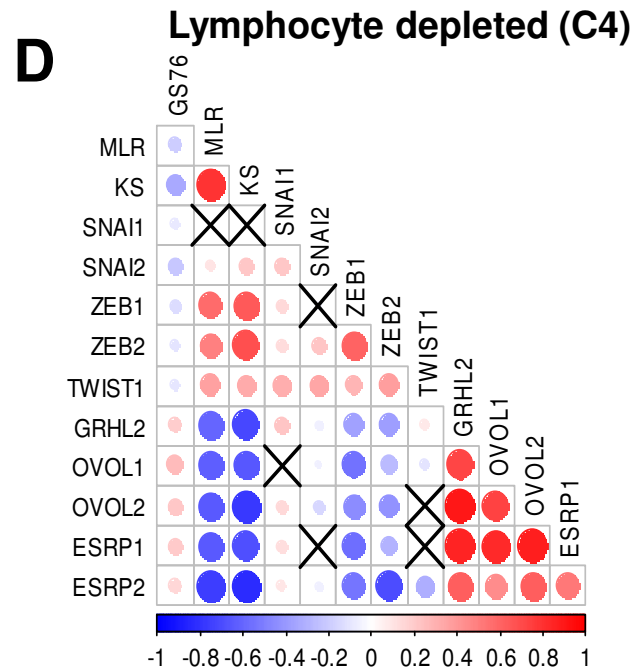 Lymphocyte depleted (C4)
D
GS76
MLR
KS
SNAI1
SNAI2
ZEB1
ZEB2
TWIST1
GRHL2
OVOL1
OVOL2
ESRP1
MLR
KS
SNAI1
SNAI2
ZEB1
ZEB2
TWIST1
GRHL2
OVOL1
OVOL2
ESRP1
ESRP2
-1 -0.8 -0.6 -0.4 -0.2 0 0.2 0.4 0.6 0.8 1